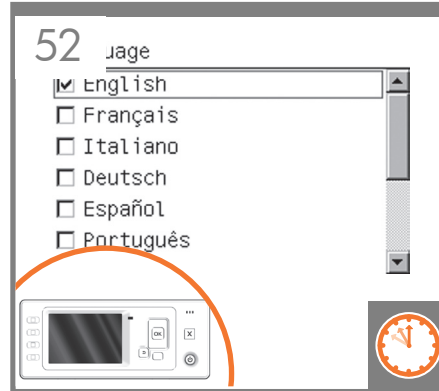 52
uage
English
Français
Italiano
Deutsch
Español
Português
OK
X